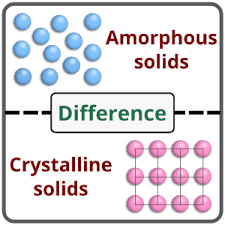 Amorphous
solids
Difference
Crystalline
solids